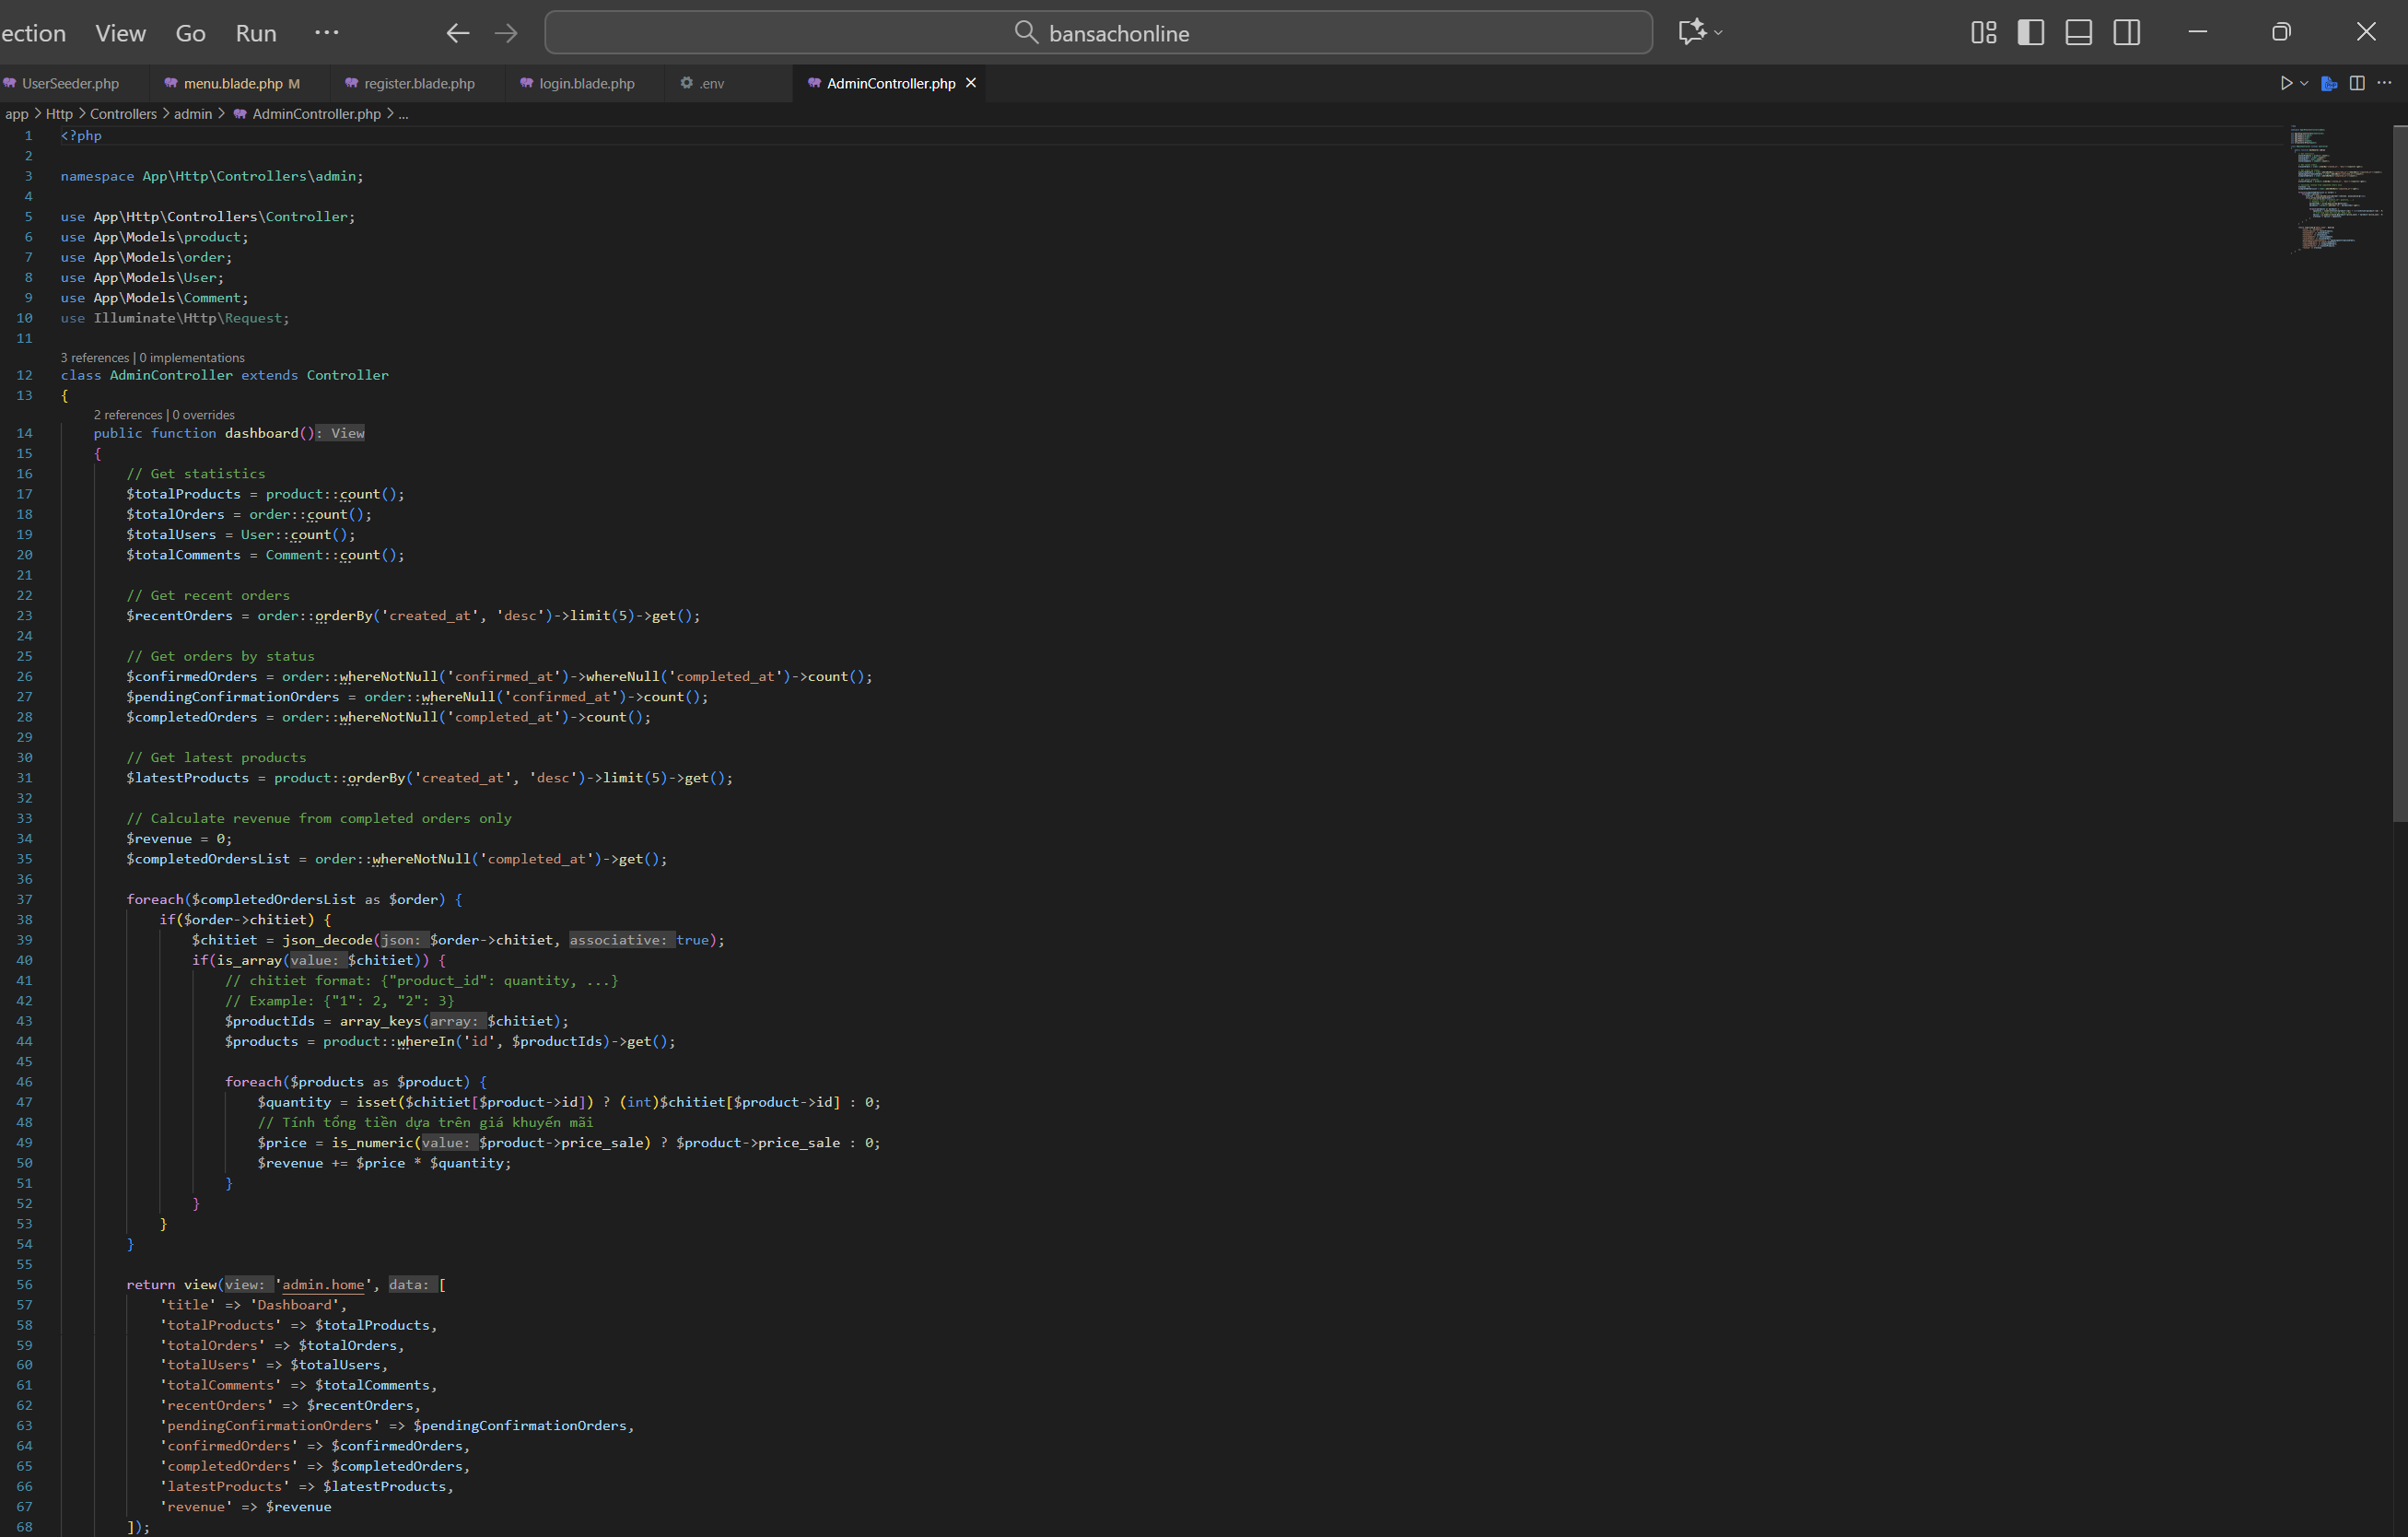 ection View Go Run ··· bansachonline
UserSeeder.php menu.blade.php M register.blade.php login.blade.php .env AdminController.php
app > Http > Controllers > admin > AdminController.php > ...
1 <?php
2
3 namespace App\Http\Controllers\admin;
4
5 use App\Http\Controllers\Controller;
6 use App\Models\product;
7 use App\Models\order;
8 use App\Models\User;
9 use App\Models\Comment;
10 use Illuminate\Http\Request;
11
3 references | 0 implementations
12 class AdminController extends Controller
13 {
2 references | 0 overrides
14 public function dashboard(): View
15 {
16 // Get statistics
17 $totalProducts = product::count();
18 $totalOrders = order::count();
19 $totalUsers = User::count();
20 $totalComments = Comment::count();
21
22 // Get recent orders
23 $recentOrders = order::orderBy('created_at', 'desc')->limit(5)->get();
24
25 // Get orders by status
26 $confirmedOrders = order::whereNotNull('confirmed_at')->whereNull('completed_at')->count();
27 $pendingConfirmationOrders = order::whereNull('confirmed_at')->count();
28 $completedOrders = order::whereNotNull('completed_at')->count();
29
30 // Get latest products
31 $latestProducts = product::orderBy('created_at', 'desc')->limit(5)->get();
32
33 // Calculate revenue from completed orders only
34 $revenue = 0;
35 $completedOrdersList = order::whereNotNull('completed_at')->get();
36
37 foreach($completedOrdersList as $order) {
38 if($order->chitiet) {
39 $chitiet = json_decode(json: $order->chitiet, associative: true);
40 if(is_array(value: $chitiet)) {
41 // chitiet format: {"product_id": quantity, ...}
42 // Example: {"1": 2, "2": 3}
43 $productIds = array_keys(array: $chitiet);
44 $products = product::whereIn('id', $productIds)->get();
45
46 foreach($products as $product) {
47 $quantity = isset($chitiet[$product->id]) ? (int)$chitiet[$product->id] : 0;
48 // Tính tổng tiền dựa trên giá khuyến mãi
49 $price = is_numeric(value: $product->price_sale) ? $product->price_sale : 0;
50 $revenue += $price * $quantity;
51 }
52 }
53 }
54 }
55
56 return view(view: 'admin.home', data: [
57 'title' => 'Dashboard',
58 'totalProducts' => $totalProducts,
59 'totalOrders' => $totalOrders,
60 'totalUsers' => $totalUsers,
61 'totalComments' => $totalComments,
62 'recentOrders' => $recentOrders,
63 'pendingConfirmationOrders' => $pendingConfirmationOrders,
64 'confirmedOrders' => $confirmedOrders,
65 'completedOrders' => $completedOrders,
66 'latestProducts' => $latestProducts,
67 'revenue' => $revenue
68 ]);